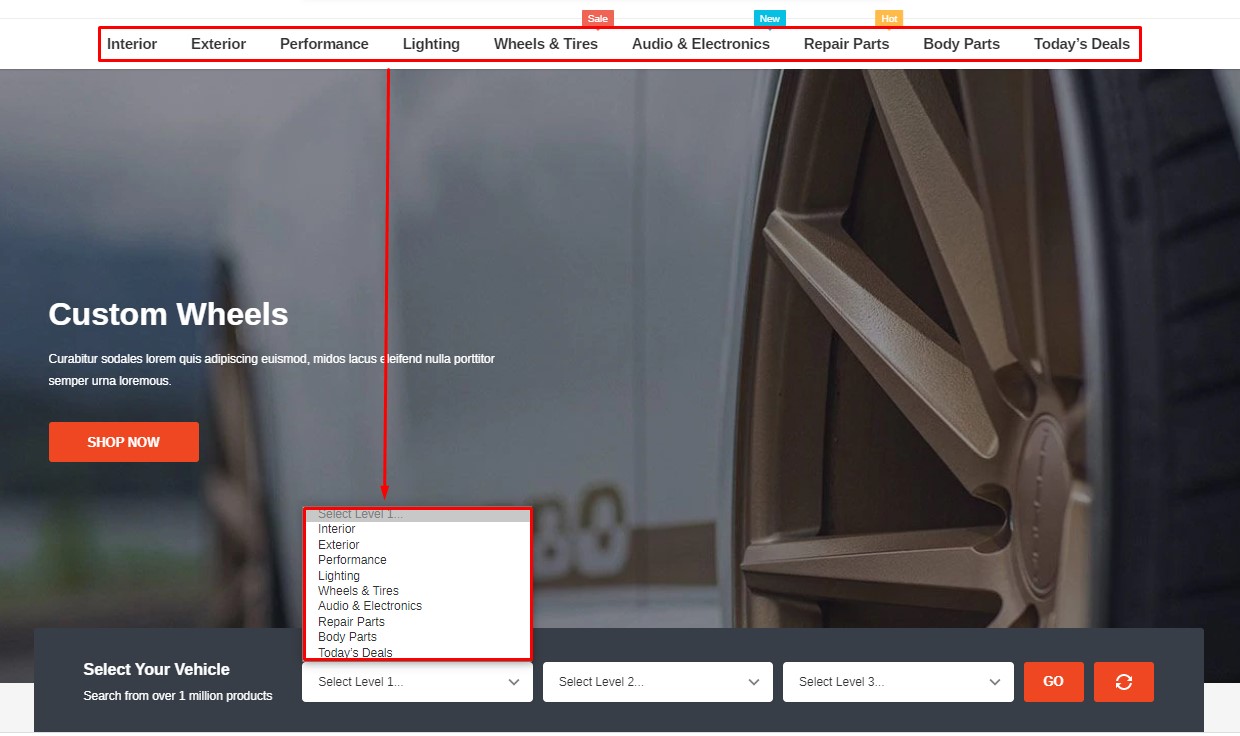 Sale New Hot
Interior Exterior Performance Lighting Wheels & Tires Audio & Electronics Repair Parts Body Parts Today’s Deals
Custom Wheels
Curabitur sodales lorem quis adipiscing euismod, midos lacus eleifend nulla porttitor
semper urna loremous.
SHOP NOW
Select Level 1...
Interior
Exterior
Performance
Lighting
Wheels & Tires
Audio & Electronics
Repair Parts
Body Parts
Today’s Deals
Select Your Vehicle
Search from over 1 million products
Select Level 1... Select Level 2... Select Level 3... GO